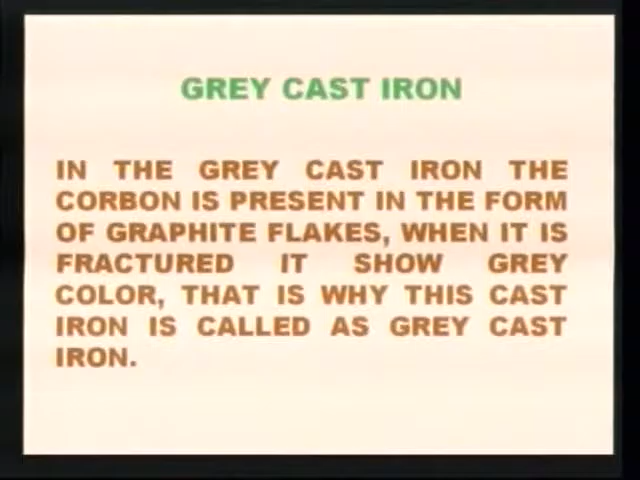 GREY CAST IRON
IN THE GREY CAST IRON THE
CORBON IS PRESENT IN THE FORM
OF GRAPHITE FLAKES, WHEN IT IS
FRACTURED IT SHOW GREY
COLOR, THAT IS WHY THIS CAST
IRON IS CALLED AS GREY CAST
IRON.